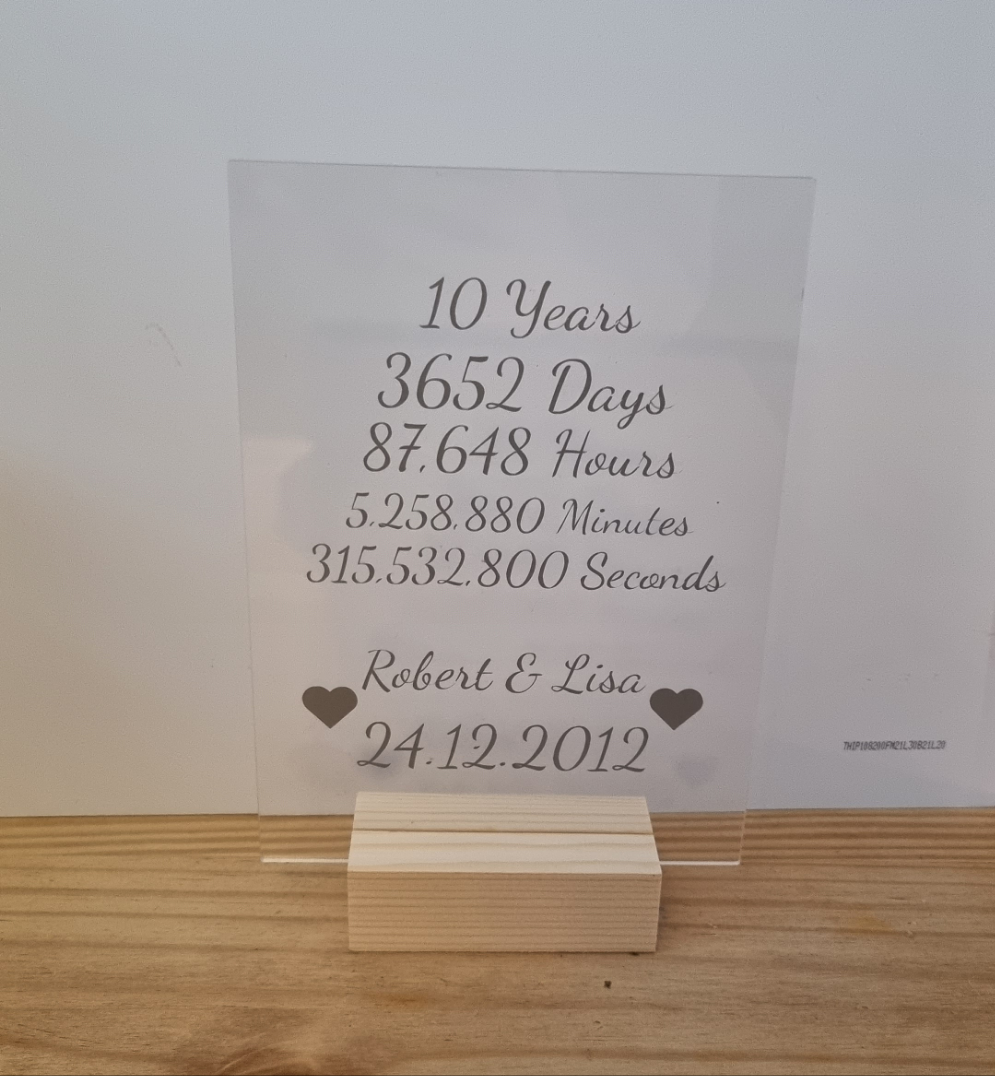 10 Years
3652 Days
87.648 Hours
5.258.880 Minutes
315.532.800 Seconds
Robert & Lisa
24.12.2012